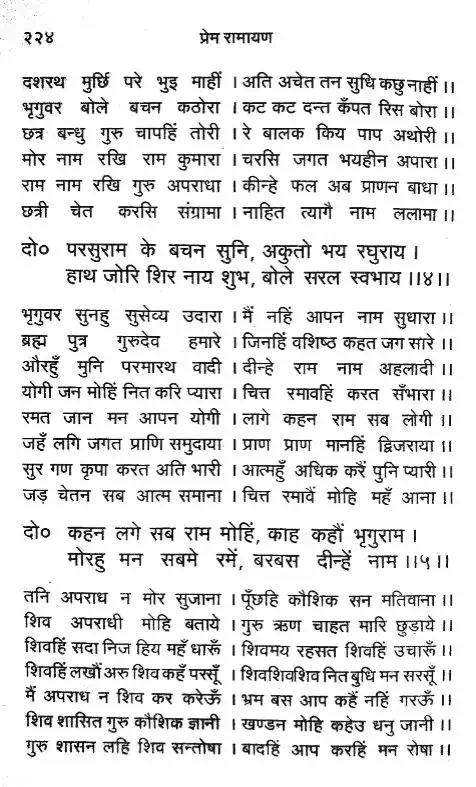 २२४ प्रेम रामायण
दशरथ मुर्छि परे भुइ माहीं । अति अचेत तन सुधि कछु नाहीं ।।
भृगुवर बोले बचन कठोरा । कट कट दन्त कँपत रिस बोरा ।।
छत्र बन्धु गुरु चापहिं तोरी । रे बालक किय पाप अथोरी ।।
मोर नाम रखि राम कुमारा । चरसि जगत भयहीन अपारा ।।
राम नाम रखि गुरु अपराधा । कीन्हे फल अब प्राणन बाधा ।।
छत्री चेत करसि संग्रामा । नाहित त्यागै नाम ललामा ।।
दो० परसुराम के बचन सुनि, अकुतो भय रघुराय ।
हाथ जोरि शिर नाय शुभ, बोले सरल स्वभाय ।।४।।
भृगुवर सुनहु सुसेव्य उदारा । मैं नहिं आपन नाम सुधारा ।।
ब्रह्म पुत्र गुरुदेव हमारे । जिनहिं वशिष्ठ कहत जग सारे ।।
औरहुँ मुनि परमारथ वादी । दीन्हे राम नाम अहलादी ।।
योगी जन मोहिं नित करि प्यारा । चित्त रमावहिं करत सँभारा ।।
रमत जान मन आपन योगी । लागे कहन राम सब लोगी ।।
जहँ लगि जगत प्राणि समुदाया । प्राण प्राण मानहिं द्विजराया ।।
सुर गण कृपा करत अति भारी । आत्महुँ अधिक करैं पुनि प्यारी ।।
जड़ चेतन सब आत्म समाना । चित्त रमावैं मोहि महँ आना ।।
दो० कहन लगे सब राम मोहिं, काह कहौं भृगुराम ।
मोरहु मन सबमे रमें, बरबस दीन्हें नाम ।।५।।
तनि अपराध न मोर सुजाना । पूँछहि कौशिक सन मतिवाना ।।
शिव अपराधी मोहि बताये । गुरु ऋण चाहत मारि छुड़ाये ।।
शिवहिं सदा निज हिय महँ धारूँ । शिवमय रहसत शिवहिं उचारूँ ।।
शिवहिं लखौं अरु शिव कहँ पर्सूँ । शिवशिवशिव नित बुधि मन सरसूँ ।।
मैं अपराध न शिव कर करेऊँ । भ्रम बस आप कहैं नहिं गरऊँ ।।
शिव शासित गुरु कौशिक ज्ञानी । खण्डन मोहि कहेउ धनु जानी ।।
गुरु शासन लहि शिव सन्तोषा । बादहिं आप करहिं मन रोषा ।।